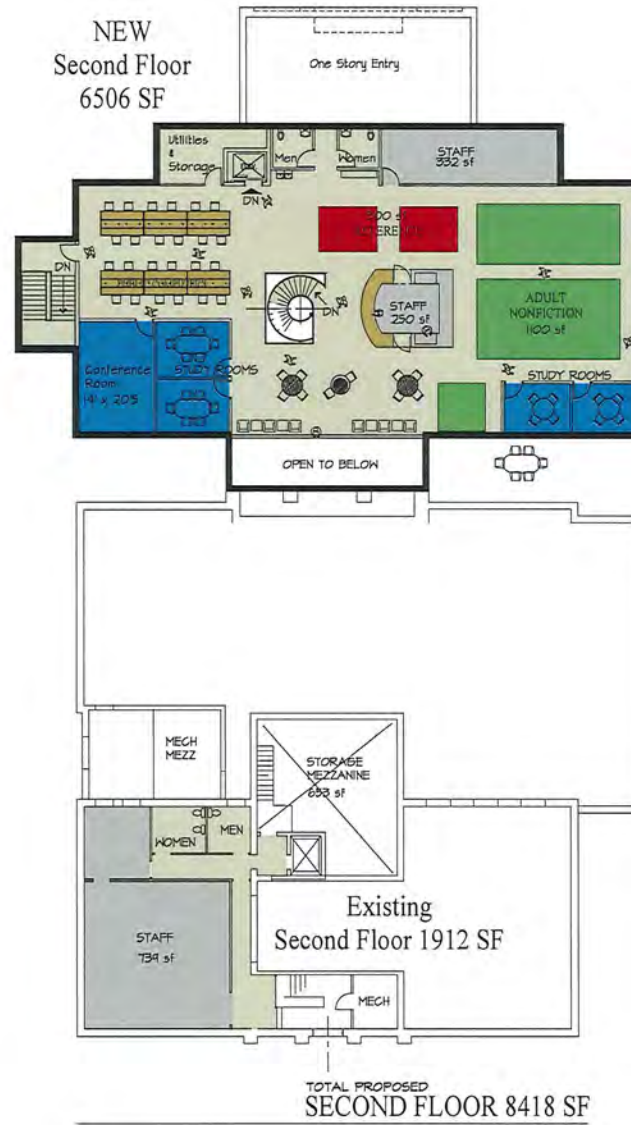 NEW
Second Floor
6506 SF
One Story Entry
Utilities
&
Storage
Men
Women
STAFF
332 sf
DN
DN
STAFF
250 sf
DN
ADULT
NONFICTION
1100 sf
Conference
Room
STUDY ROOMS
STUDY ROOMS
OPEN TO BELOW
MECH
MEZZ
STORAGE
MEZZANINE
653 sf
WOMEN
MEN
STAFF
739 sf
Existing
Second Floor 1912 SF
MECH
TOTAL PROPOSED
SECOND FLOOR 8418 SF